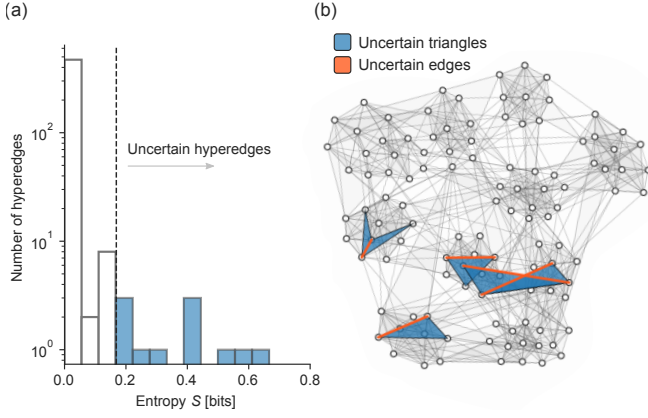 (a)
Number of hyperedges
10²
10¹
10⁰
Uncertain hyperedges
0.0 0.2 0.4 0.6 0.8
Entropy S [bits]
(b)
Uncertain triangles
Uncertain edges